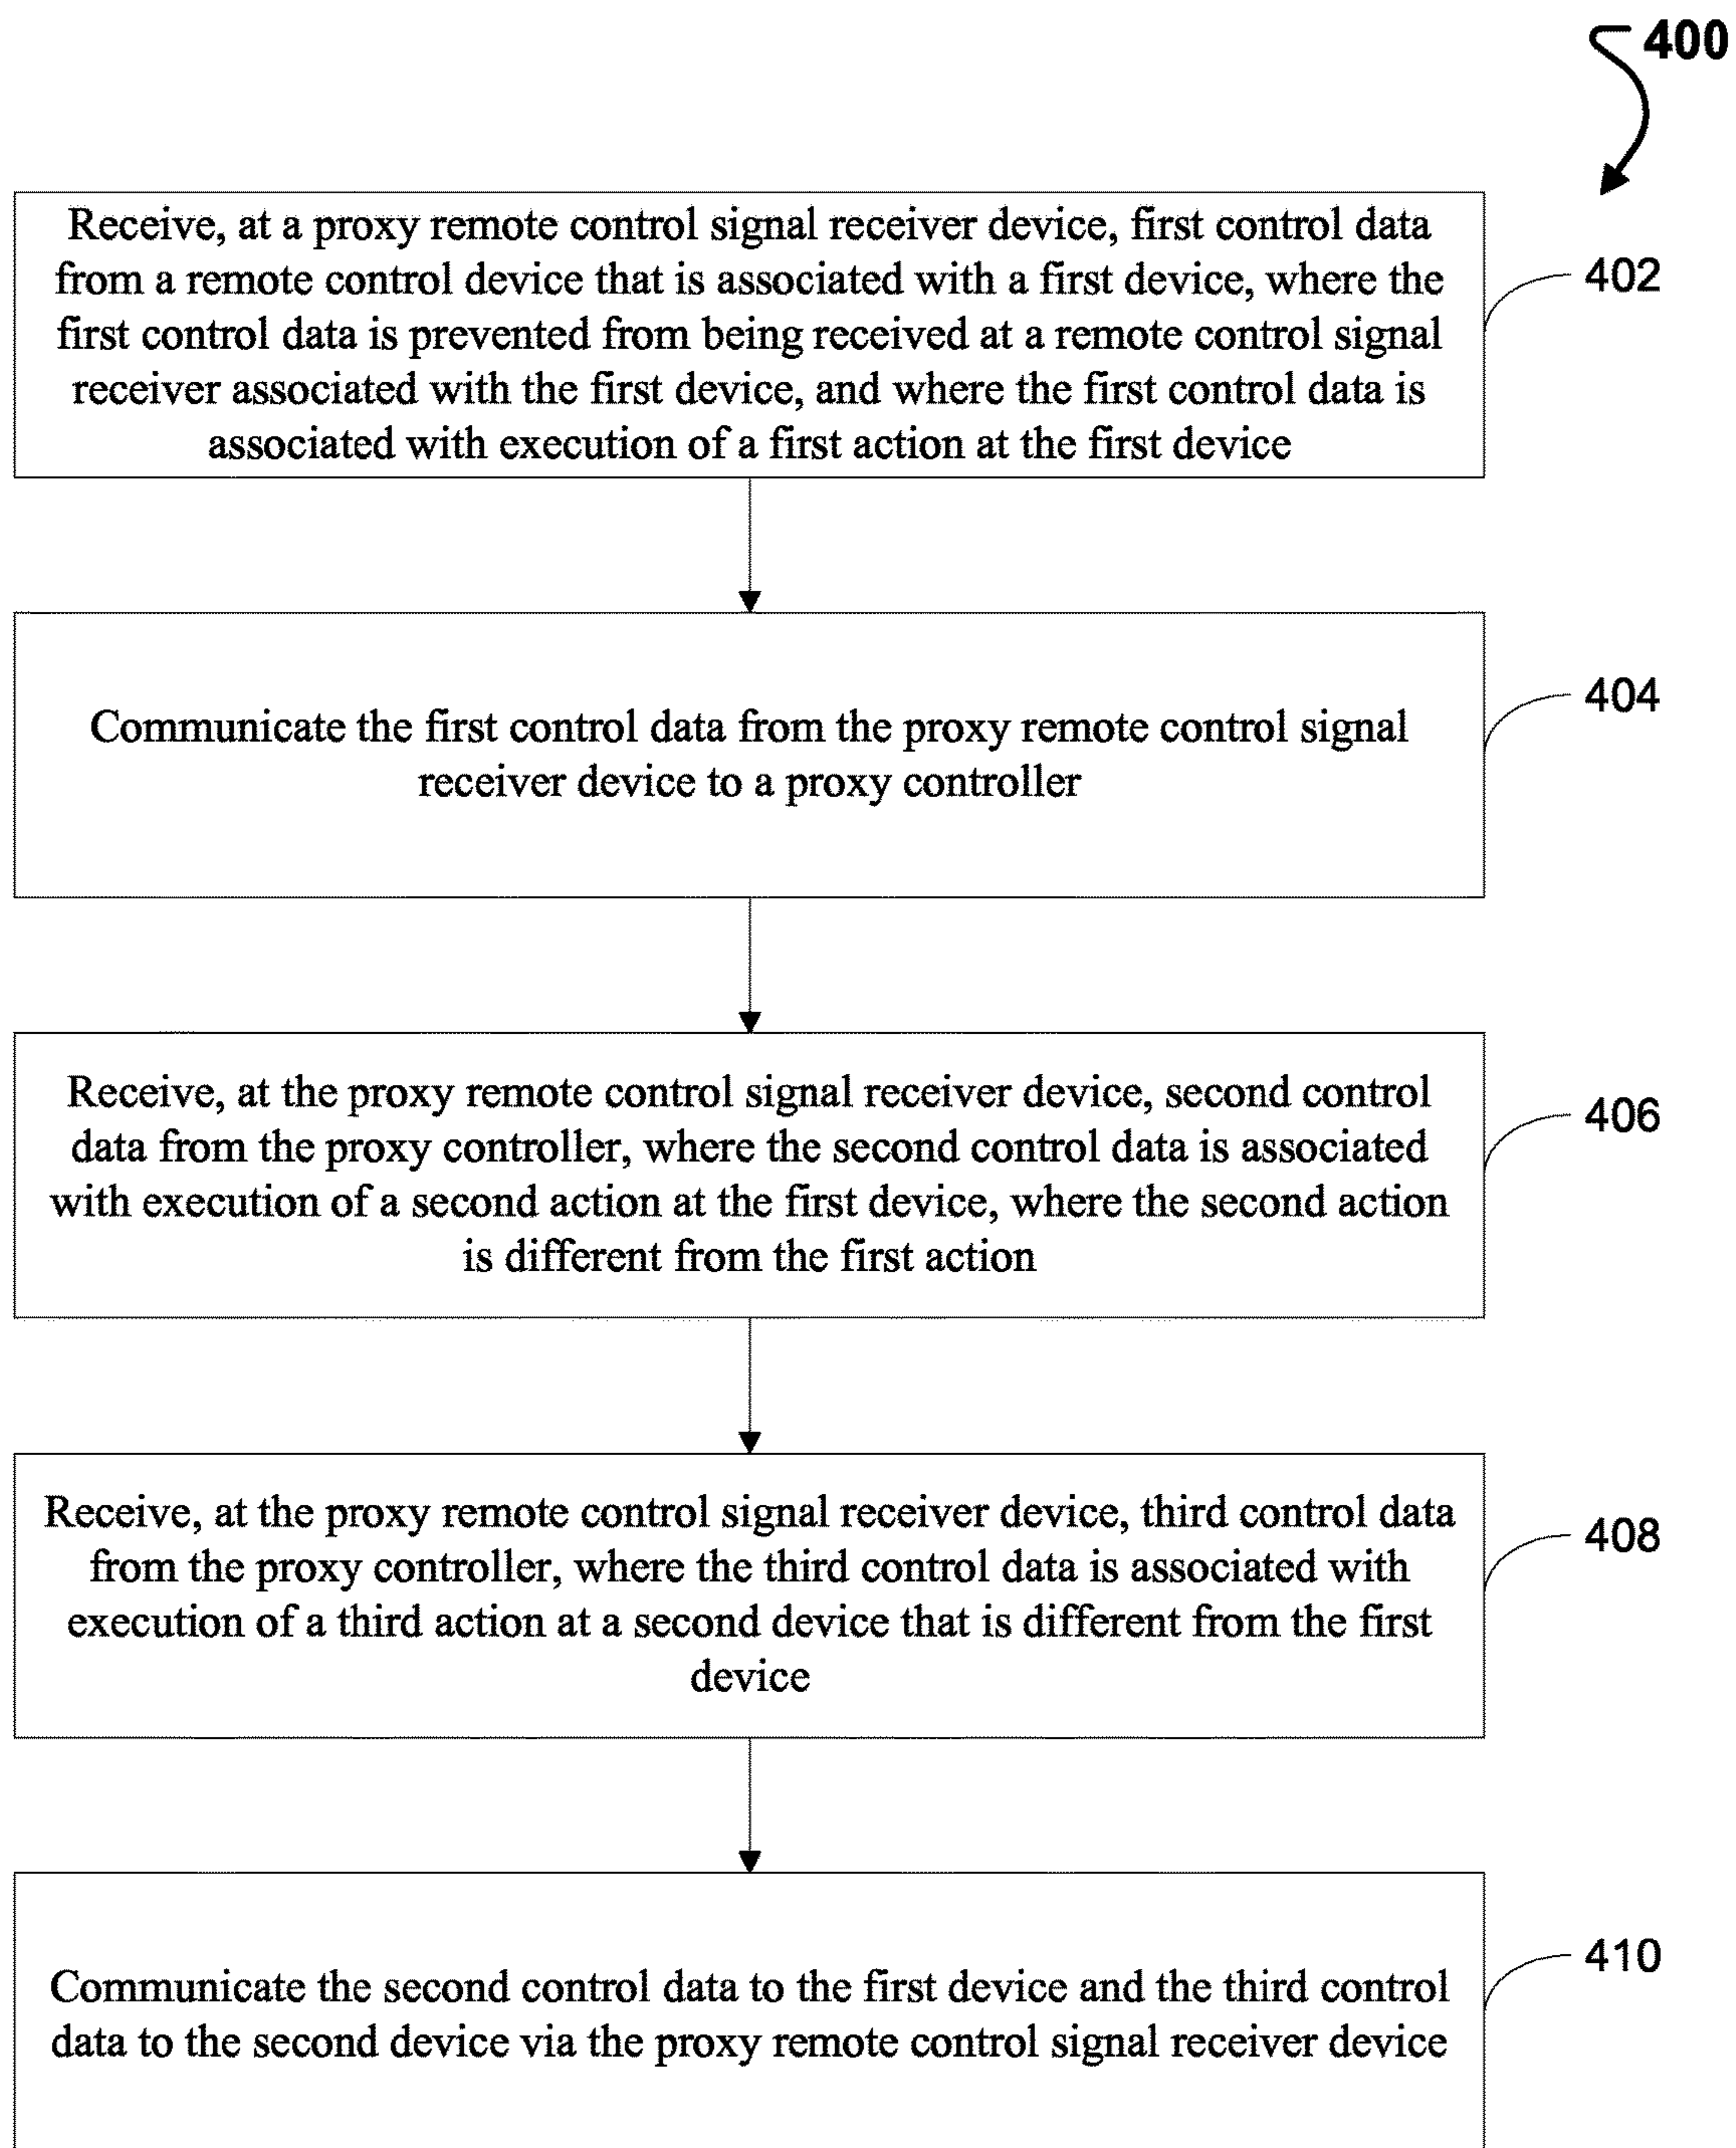 400
Receive, at a proxy remote control signal receiver device, first control data
from a remote control device that is associated with a first device, where the
first control data is prevented from being received at a remote control signal
receiver associated with the first device, and where the first control data is
associated with execution of a first action at the first device
402
Communicate the first control data from the proxy remote control signal
receiver device to a proxy controller
404
Receive, at the proxy remote control signal receiver device, second control
data from the proxy controller, where the second control data is associated
with execution of a second action at the first device, where the second action
is different from the first action
406
Receive, at the proxy remote control signal receiver device, third control data
from the proxy controller, where the third control data is associated with
execution of a third action at a second device that is different from the first
device
408
Communicate the second control data to the first device and the third control
data to the second device via the proxy remote control signal receiver device
410